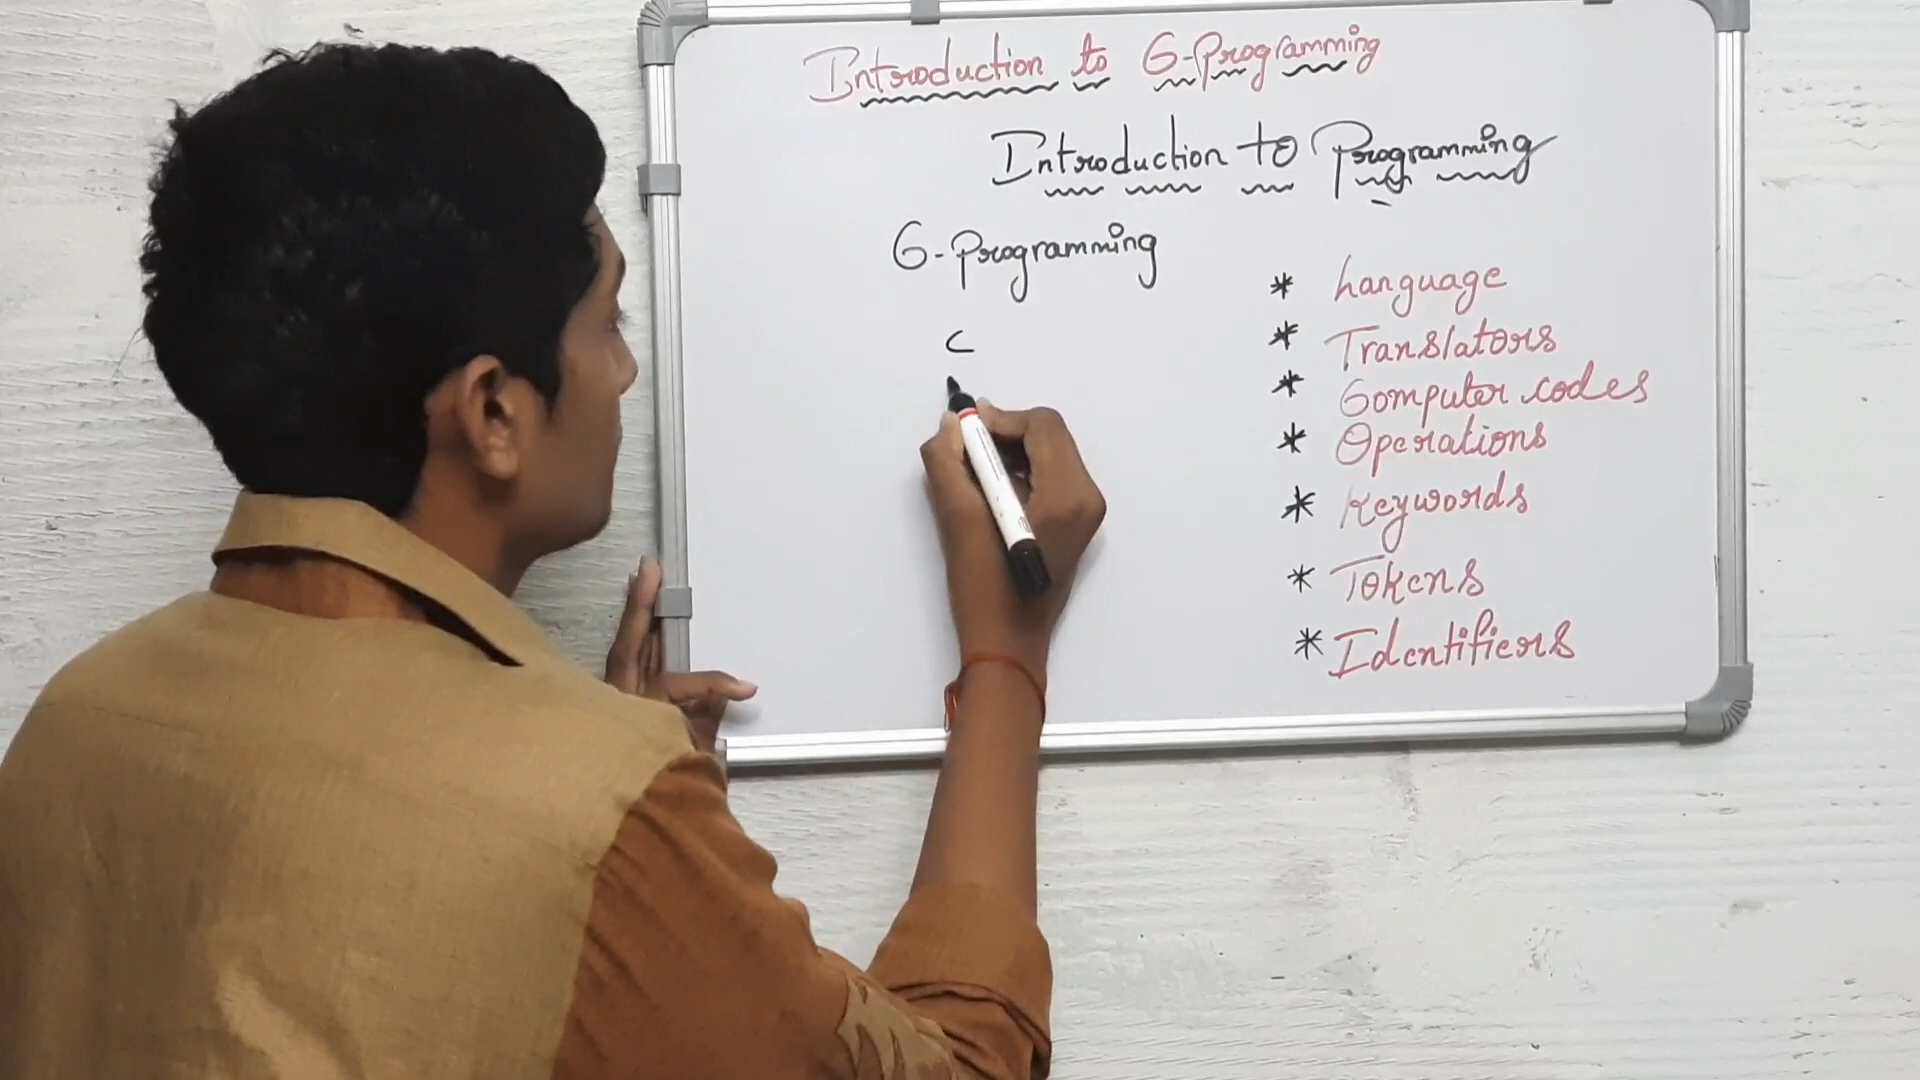 Introduction to C-Programming
Introduction to Programming
C-Programming
C
* Language
* Translators
* Computer codes
* Operations
* Keywords
* Tokens
* Identifiers